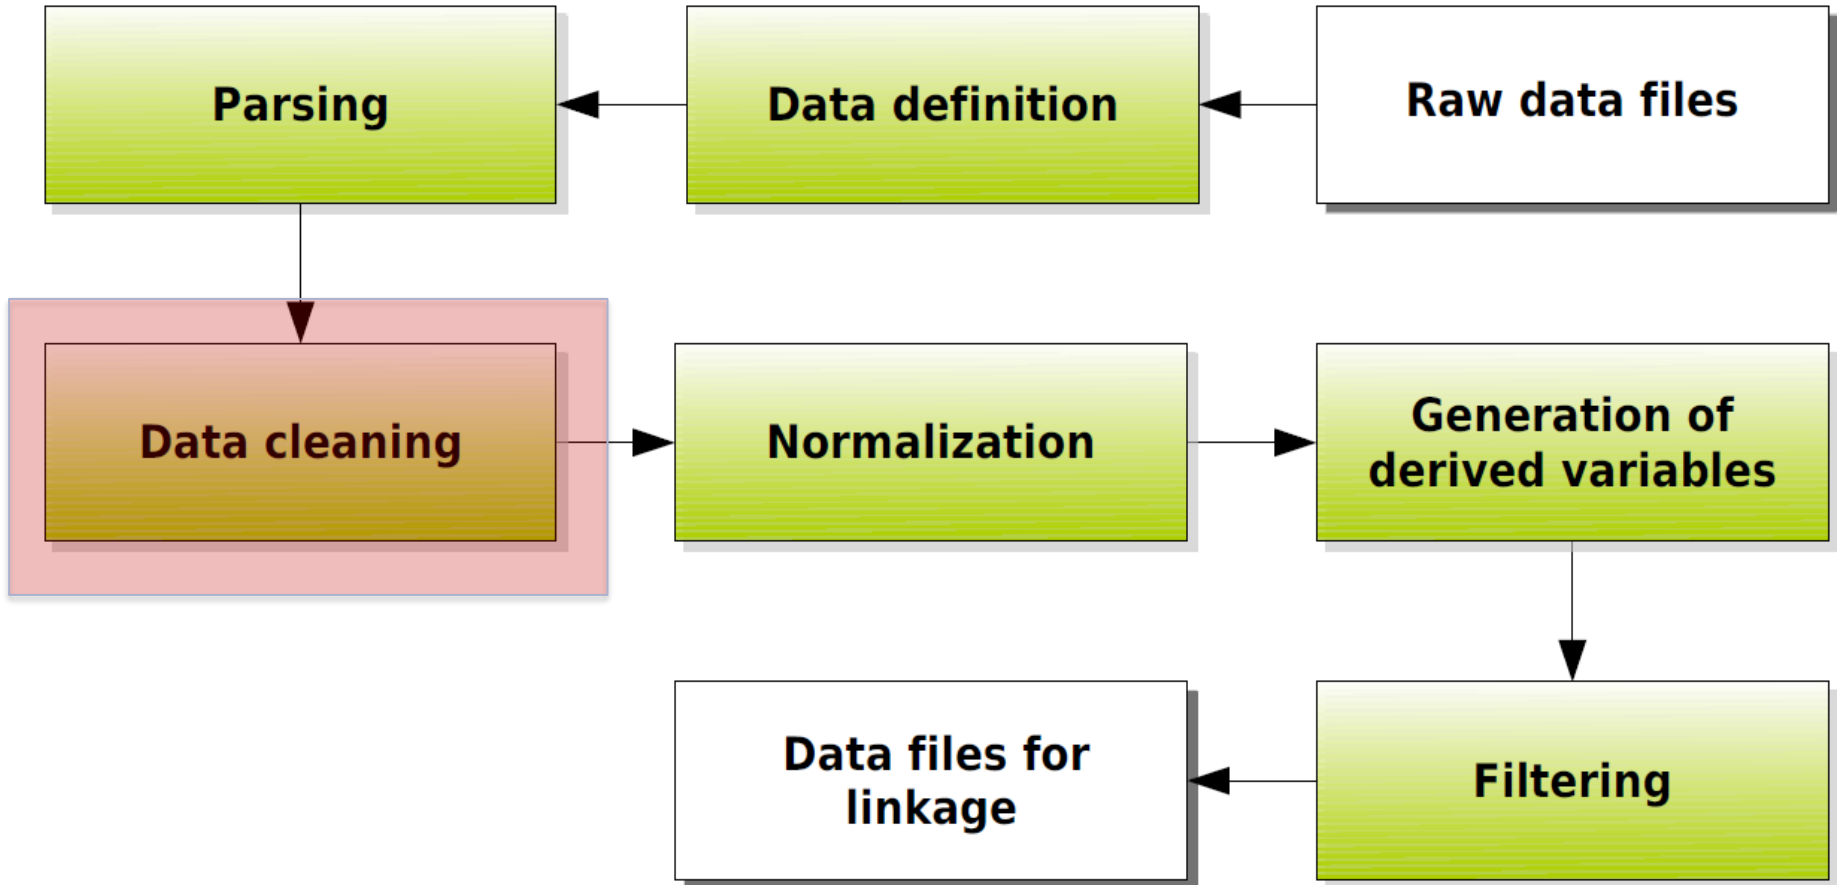 Parsing
Data definition
Raw data files
Data cleaning
Normalization
Generation of
derived variables
Data files for
linkage
Filtering